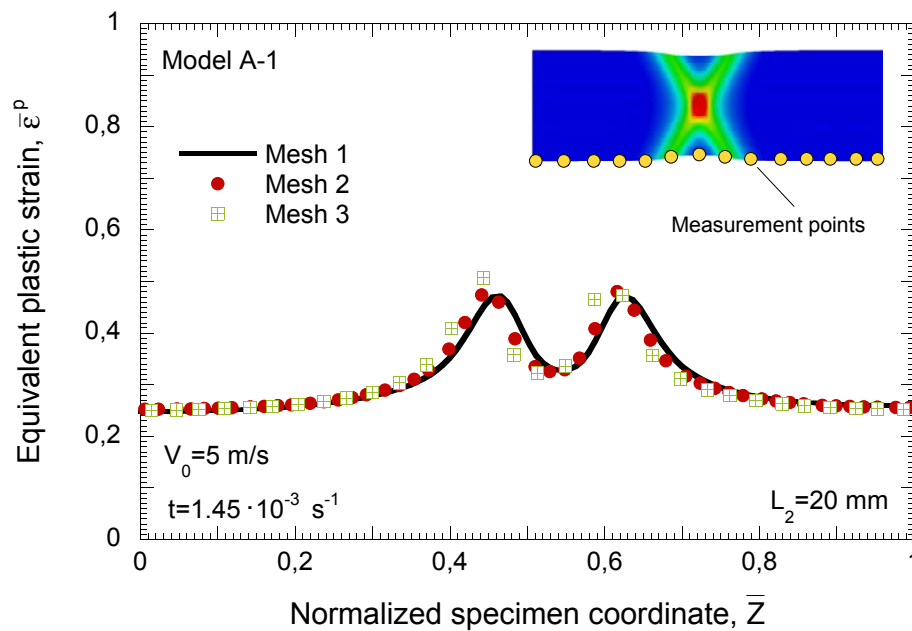 1
Model A-1
0,8
Mesh 1
Mesh 2
Mesh 3
Measurement points
0,6
Equivalent plastic strain, ε̄ᵖ
0,4
0,2
V₀=5 m/s
t=1.45 ·10⁻³ s⁻¹
L₂=20 mm
0
0 0,2 0,4 0,6 0,8 1
Normalized specimen coordinate, Z̅